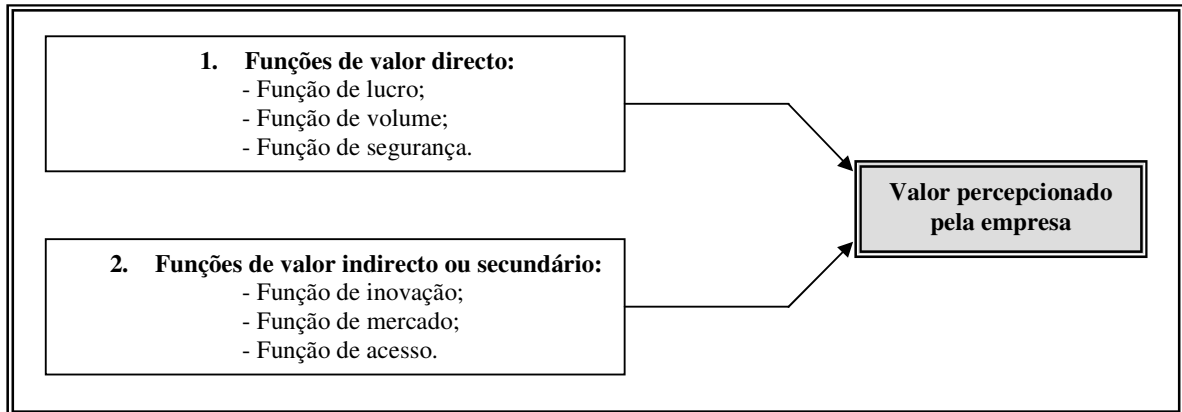 1. Funções de valor directo:
- Função de lucro;
- Função de volume;
- Função de segurança.
Valor percepcionado
pela empresa
2. Funções de valor indirecto ou secundário:
- Função de inovação;
- Função de mercado;
- Função de acesso.